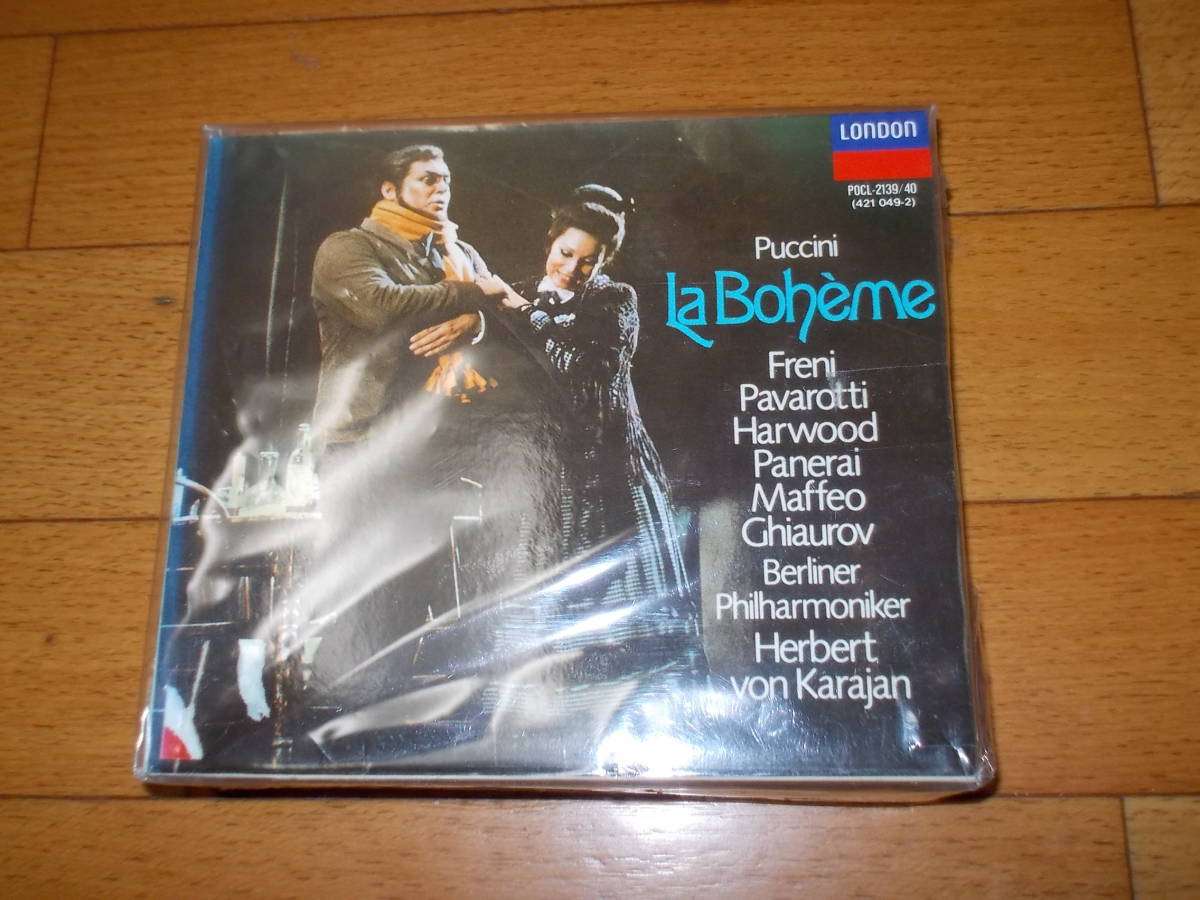 LONDON
POCL-2139/40
(421 049-2)
Puccini
La Bohème
Freni
Pavarotti
Harwood
Panerai
Maffeo
Ghiaurov
Berliner
Philharmoniker
Herbert
von Karajan